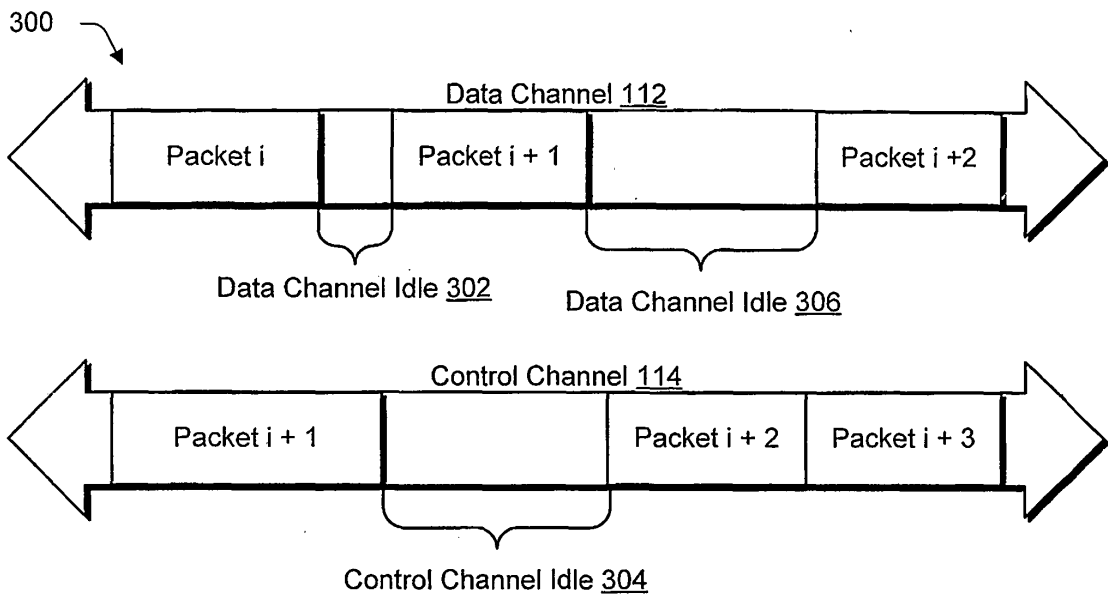 300
Data Channel 112
Packet i
Packet i + 1
Packet i +2
Data Channel Idle 302
Data Channel Idle 306
Control Channel 114
Packet i + 1
Packet i + 2
Packet i + 3
Control Channel Idle 304